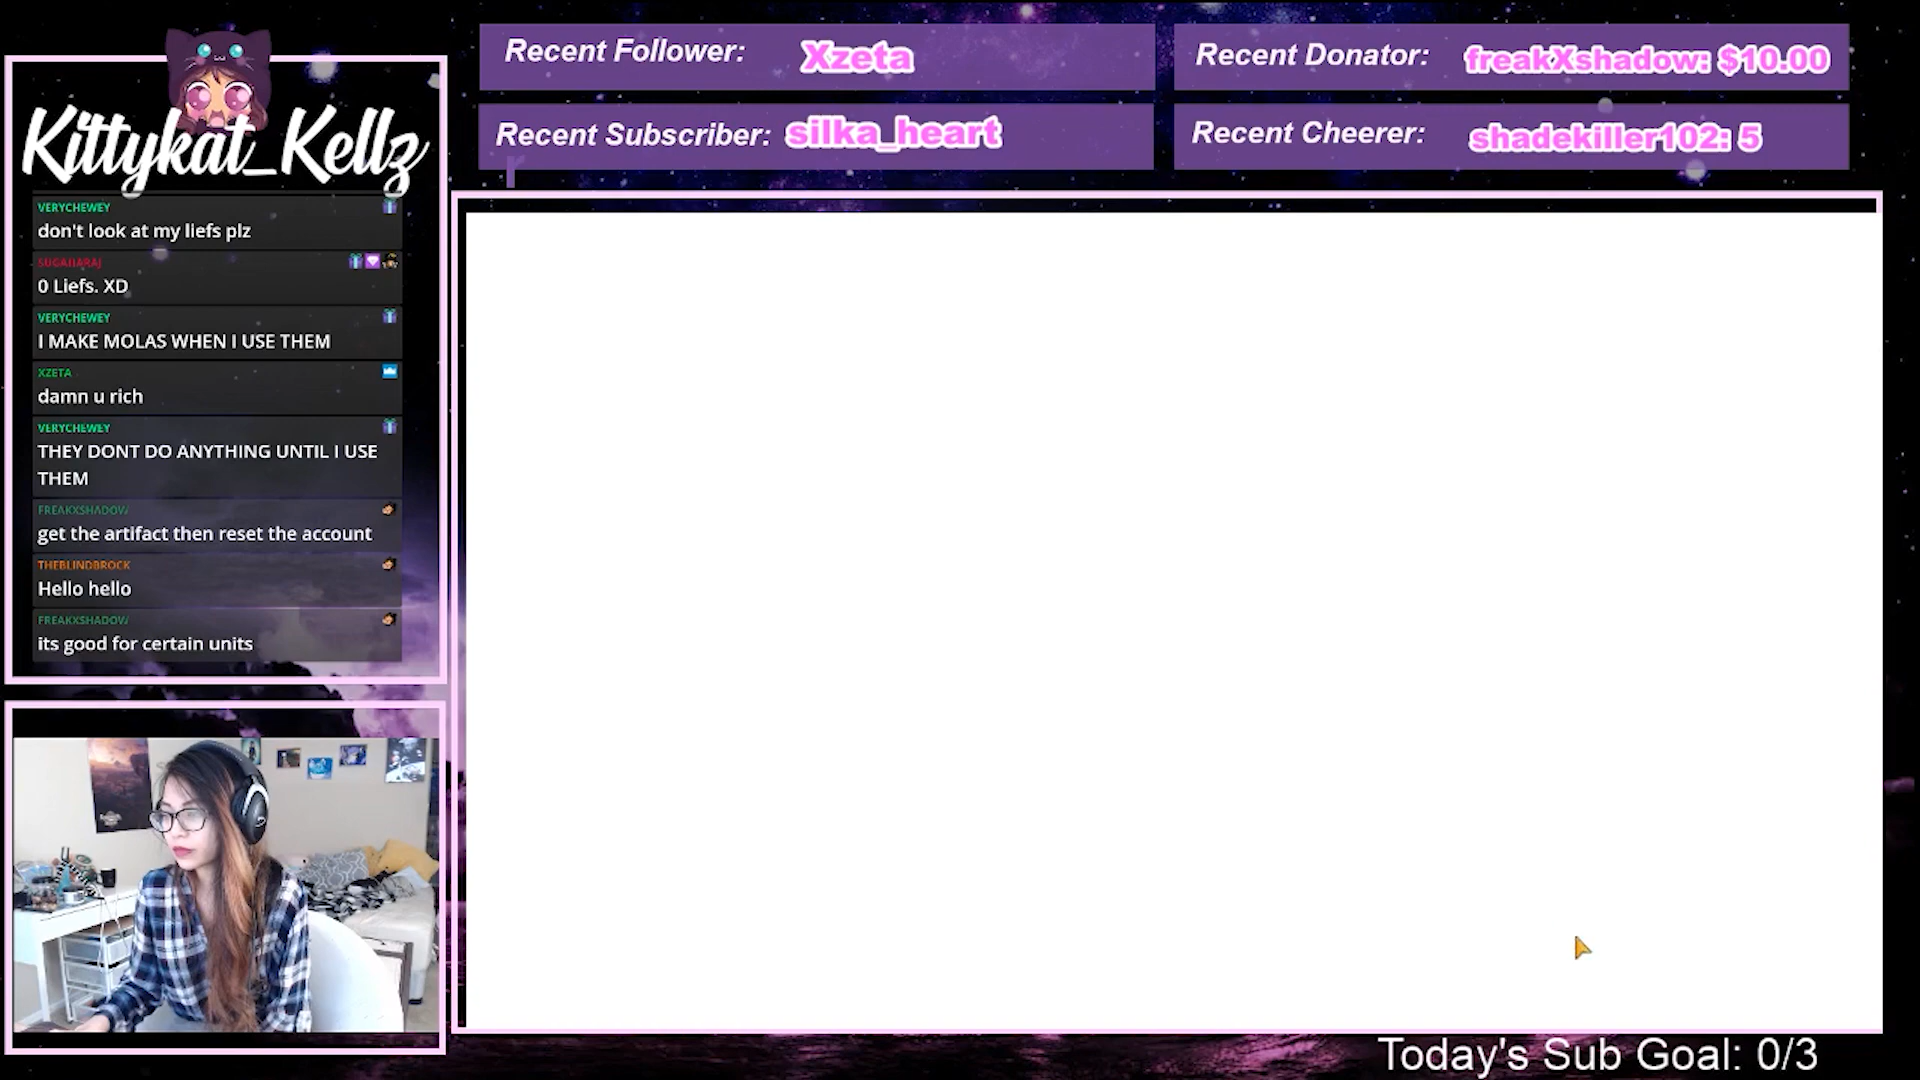 Kittykat_Kellz
VERYCHEWEY
don't look at my liefs plz
0 Liefs. XD
VERYCHEWEY
I MAKE MOLAS WHEN I USE THEM
XZETA
damn u rich
VERYCHEWEY
THEY DONT DO ANYTHING UNTIL I USE
THEM
FREAKXSHADOW
get the artifact then reset the account
THEBLINDBROCK
Hello hello
FREAKXSHADOW
its good for certain units
Recent Follower: Xzeta
Recent Donator: freakXshadow: $10.00
Recent Subscriber: silka_heart
Recent Cheerer: shadekiller102: 5
Today's Sub Goal: 0/3